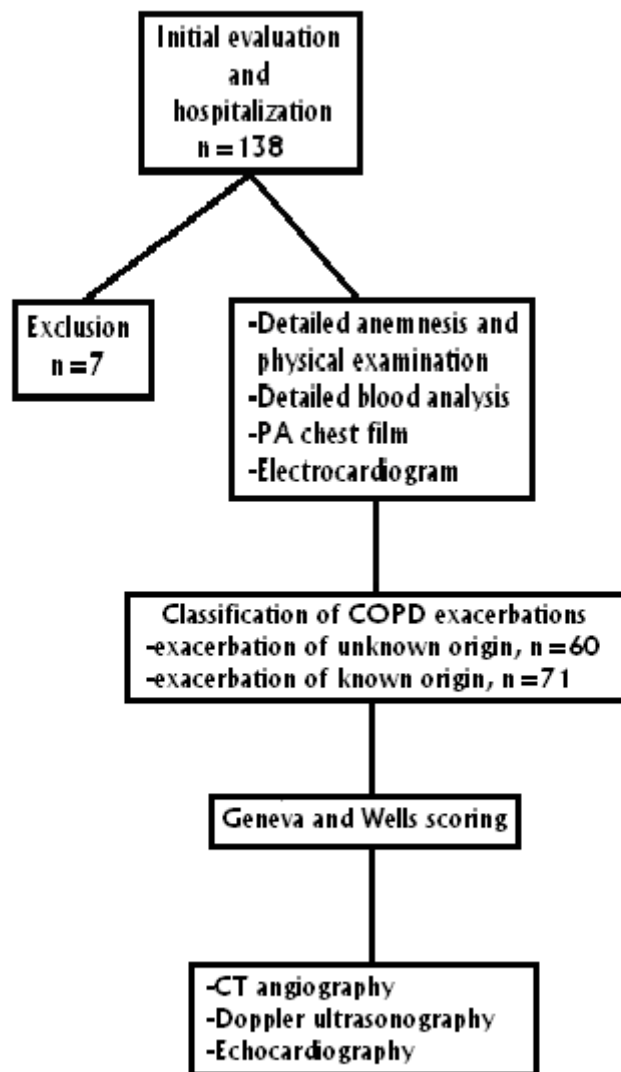 Initial evaluation
and
hospitalization
n=138
Exclusion
n=7
-Detailed anemnesis and
physical examination
-Detailed blood analysis
-PA chest film
-Electrocardiogram
Classification of COPD exacerbations
-exacerbation of unknown origin, n=60
-exacerbation of known origin, n=71
Geneva and Wells scoring
-CT angiography
-Doppler ultrasonography
-Echocardiography